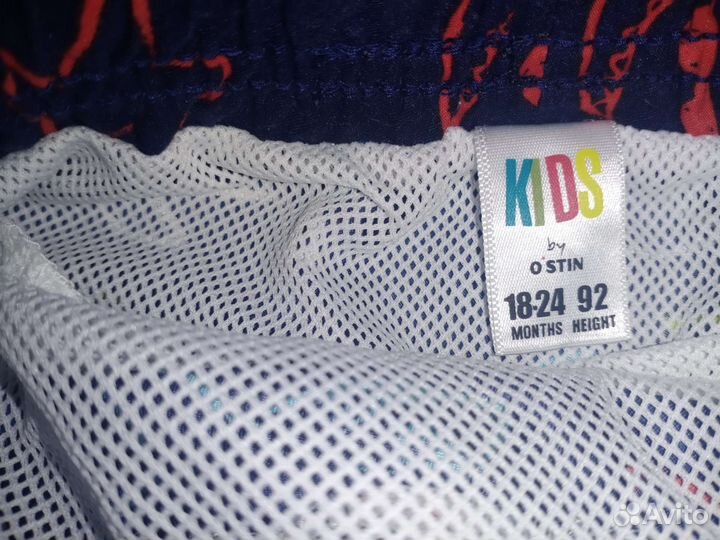 KIDS
by
O'STIN
18-24 92
MONTHS HEIGHT
Avito